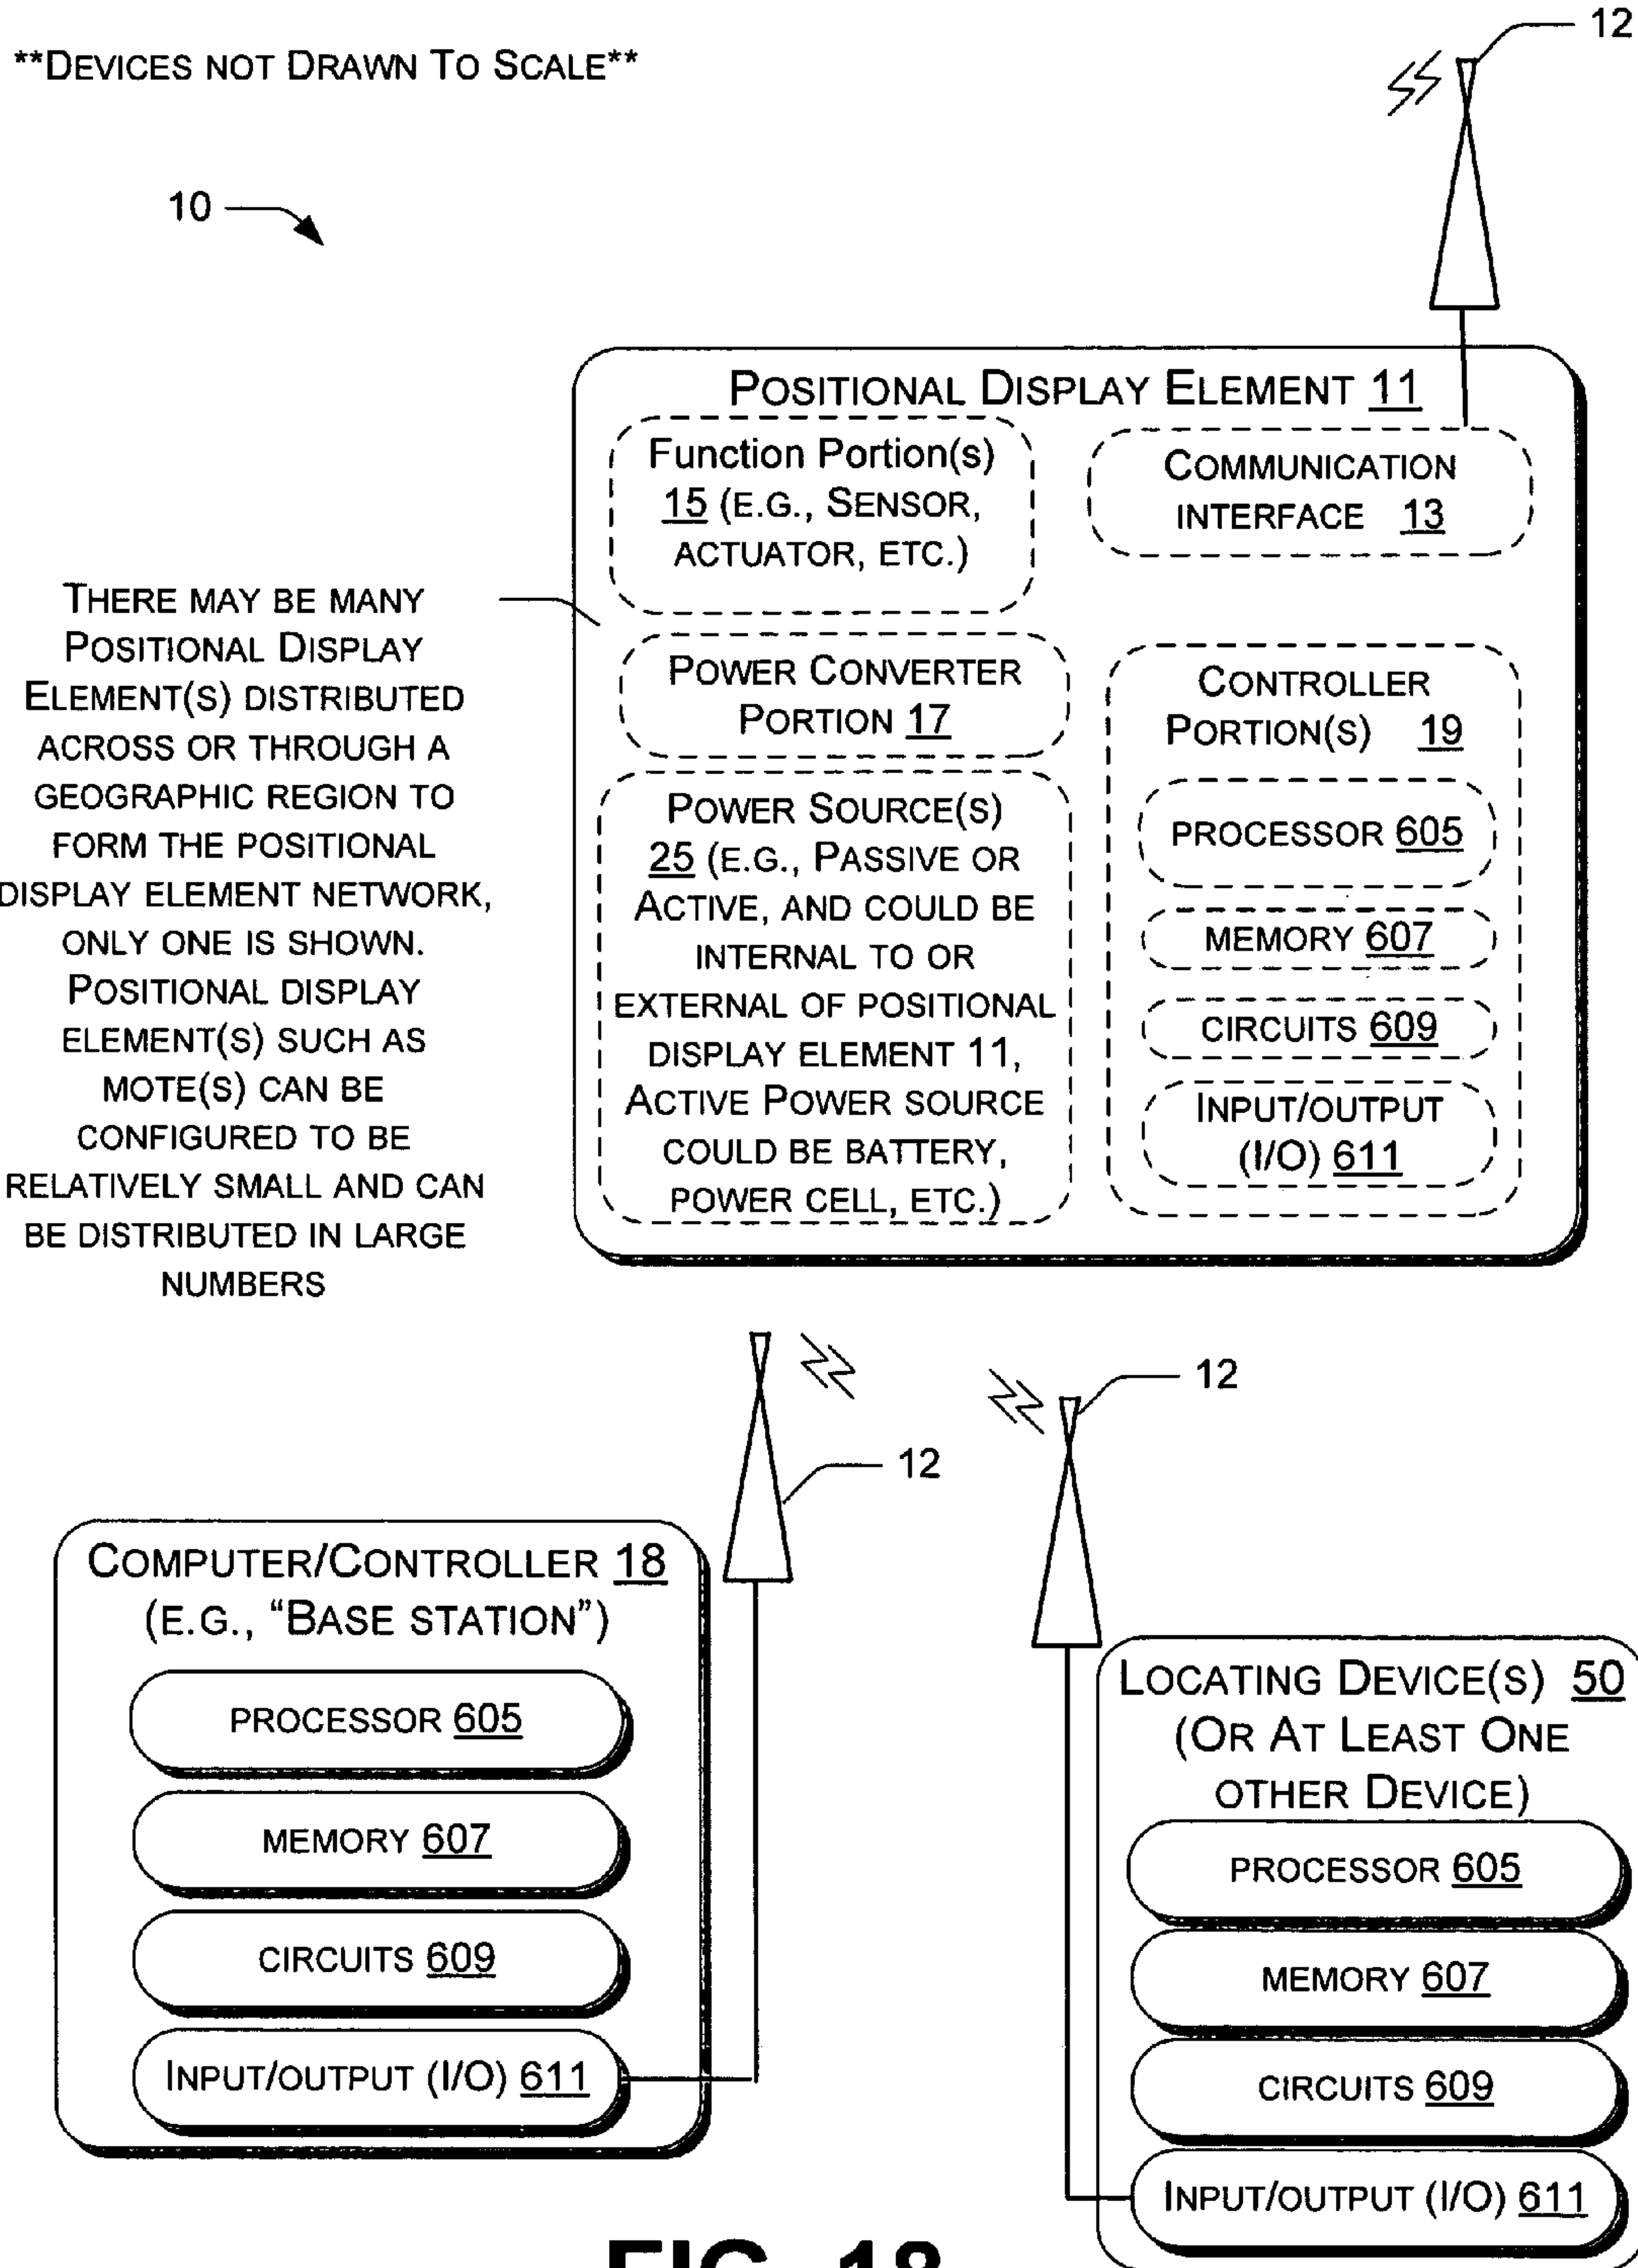 **DEVICES NOT DRAWN TO SCALE**
12
10
POSITIONAL DISPLAY ELEMENT 11
Function Portion(s)
15 (E.G., SENSOR,
ACTUATOR, ETC.)
COMMUNICATION
INTERFACE 13
THERE MAY BE MANY
POSITIONAL DISPLAY
ELEMENT(S) DISTRIBUTED
ACROSS OR THROUGH A
GEOGRAPHIC REGION TO
FORM THE POSITIONAL
DISPLAY ELEMENT NETWORK,
ONLY ONE IS SHOWN.
POSITIONAL DISPLAY
ELEMENT(S) SUCH AS
MOTE(S) CAN BE
CONFIGURED TO BE
RELATIVELY SMALL AND CAN
BE DISTRIBUTED IN LARGE
NUMBERS
POWER CONVERTER
PORTION 17
POWER SOURCE(S)
25 (E.G., PASSIVE OR
ACTIVE, AND COULD BE
INTERNAL TO OR
EXTERNAL OF POSITIONAL
DISPLAY ELEMENT 11,
ACTIVE POWER SOURCE
COULD BE BATTERY,
POWER CELL, ETC.)
CONTROLLER
PORTION(S) 19
PROCESSOR 605
MEMORY 607
CIRCUITS 609
INPUT/OUTPUT
(I/O) 611
12
12
COMPUTER/CONTROLLER 18
(E.G., “BASE STATION”)
PROCESSOR 605
MEMORY 607
CIRCUITS 609
INPUT/OUTPUT (I/O) 611
LOCATING DEVICE(S) 50
(OR AT LEAST ONE
OTHER DEVICE)
PROCESSOR 605
MEMORY 607
CIRCUITS 609
INPUT/OUTPUT (I/O) 611
FIG. 18